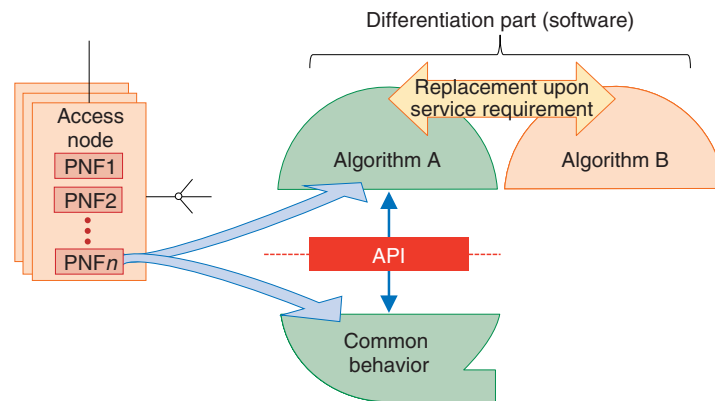 Differentiation part (software)
Replacement upon
service requirement
Algorithm A
Algorithm B
Access
node
PNF1
PNF2
PNFn
API
Common
behavior